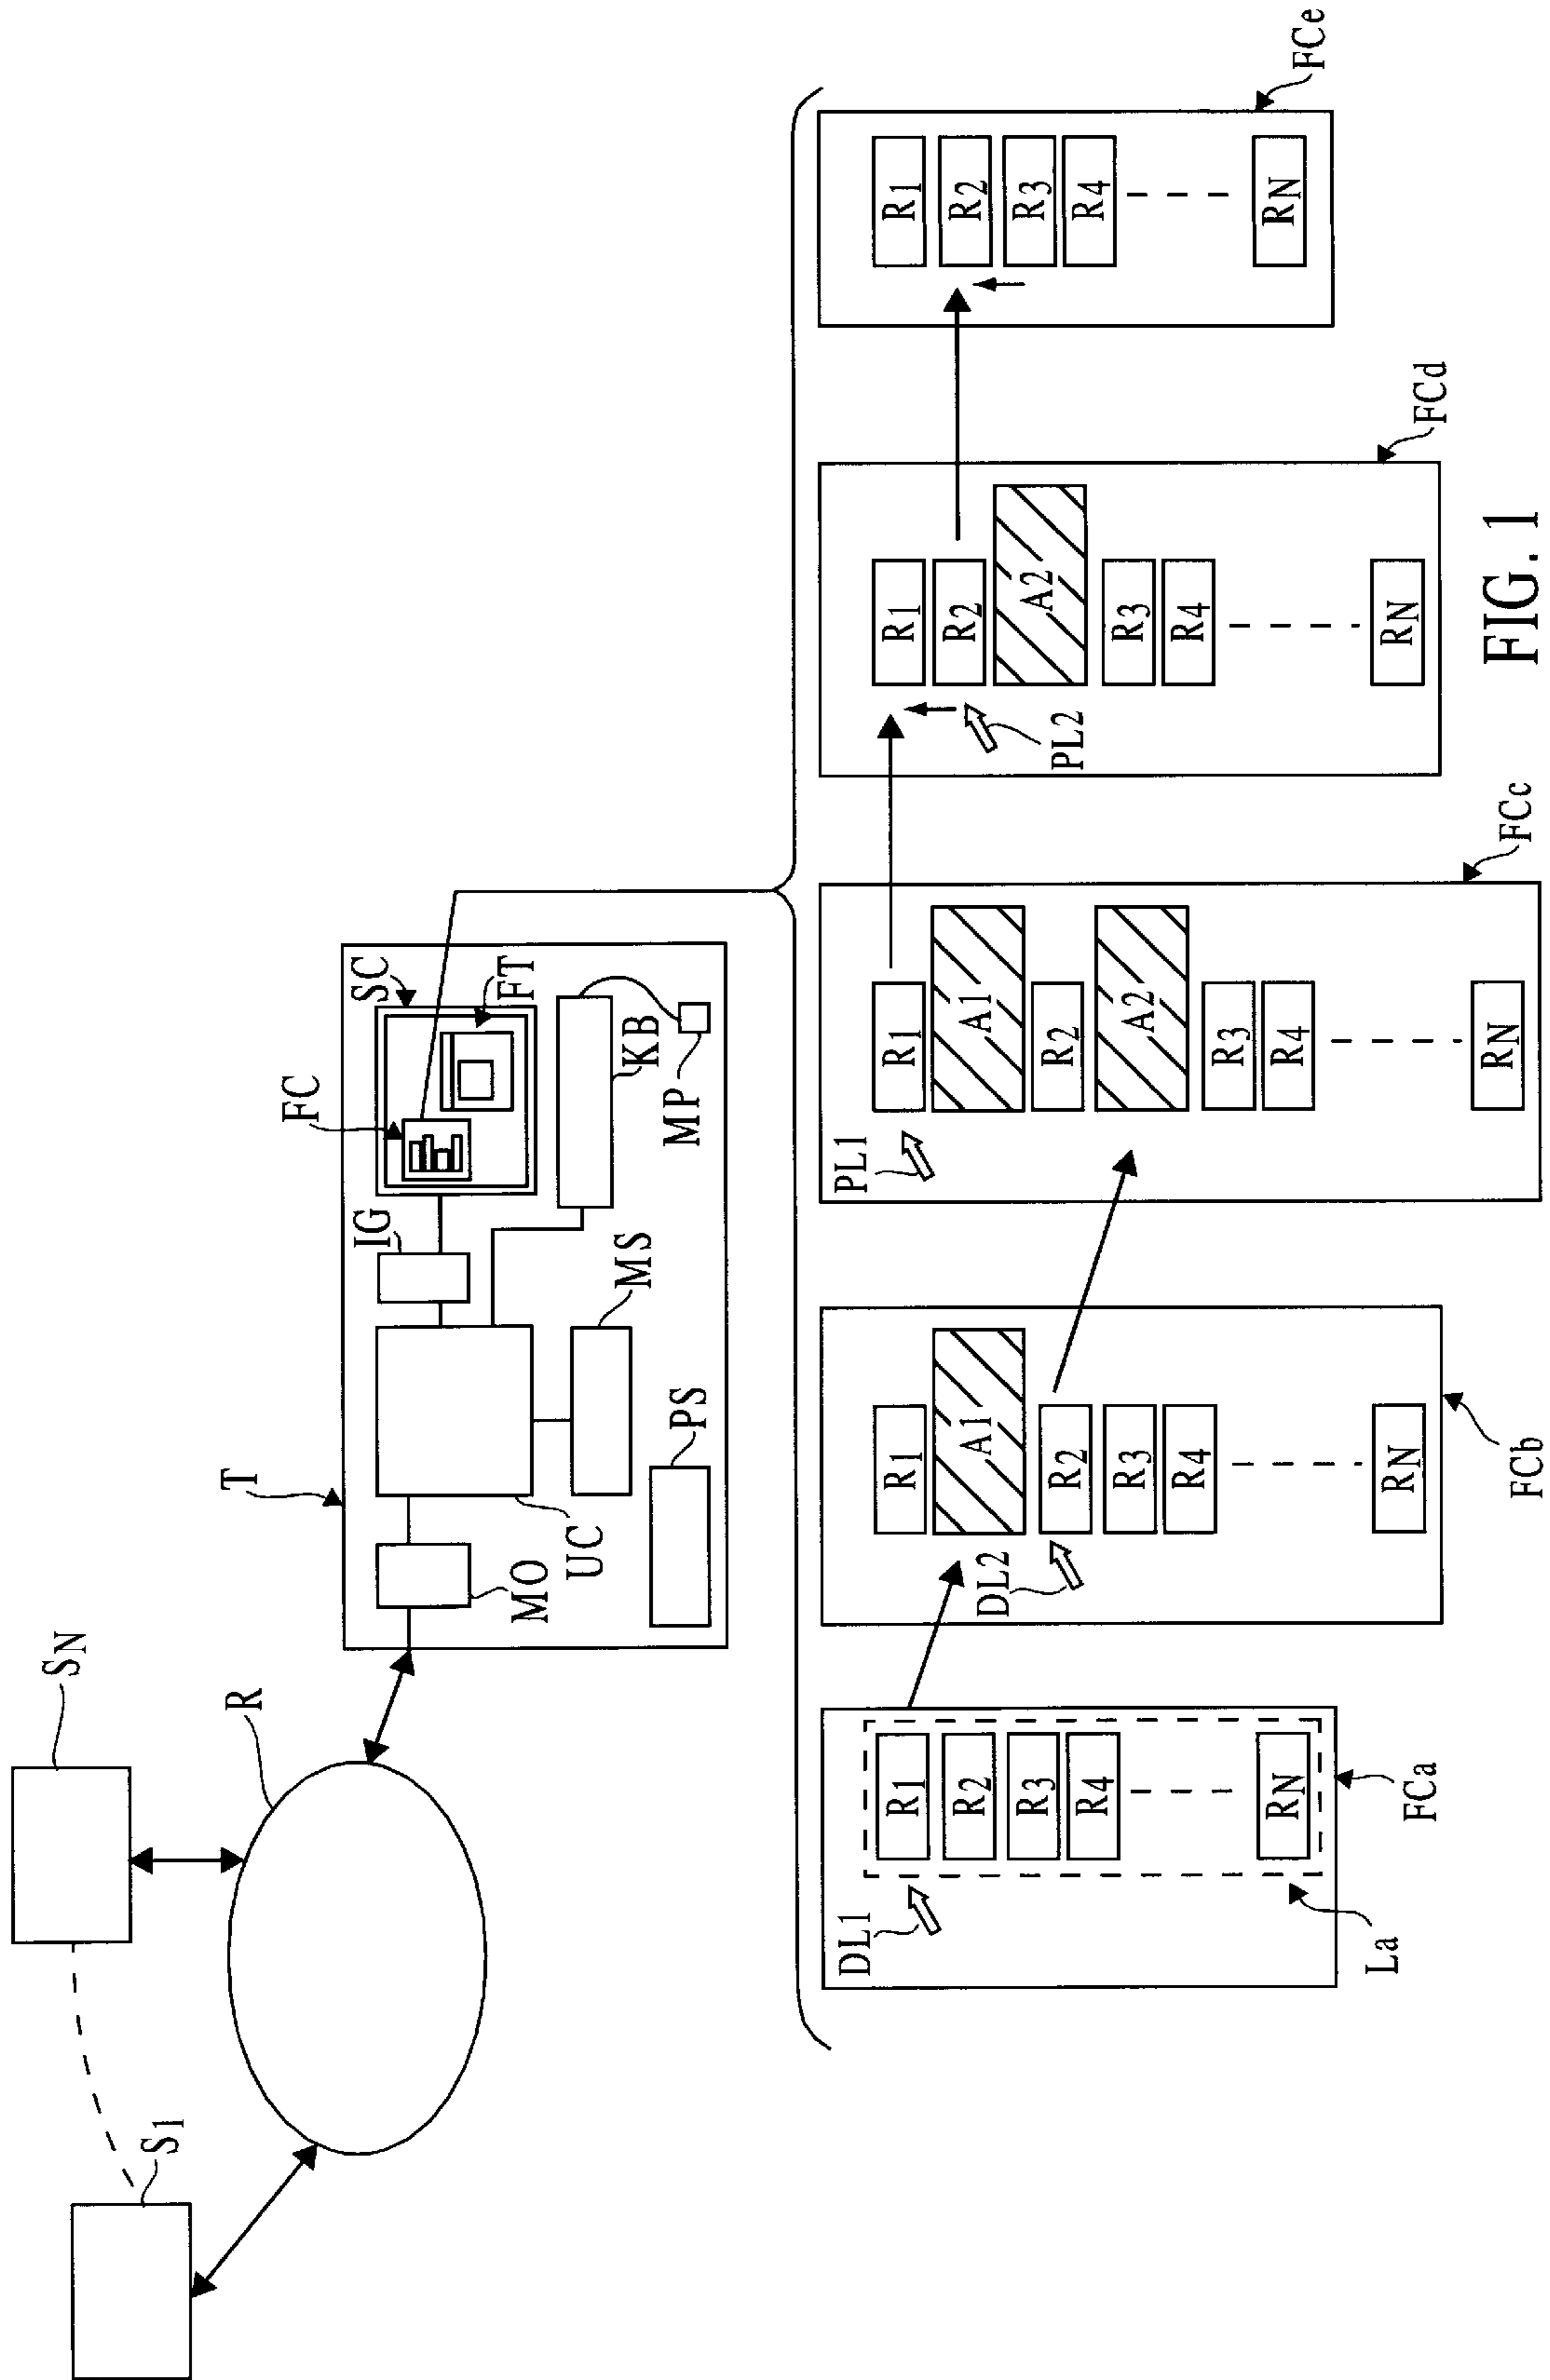 S1
SN
R
T
MO
UC
PS
MS
IG
FC
SC
FT
KB
MP
DL1
R1
R2
R3
R4
RN
La
FCa
R1
A1
DL2
R2
R3
R4
RN
FCb
PL1
R1
A1
R2
A2
R3
R4
RN
FCc
R1
R2
PL2
A2
R3
R4
RN
FCd
R1
R2
R3
R4
RN
FCe
FIG. 1